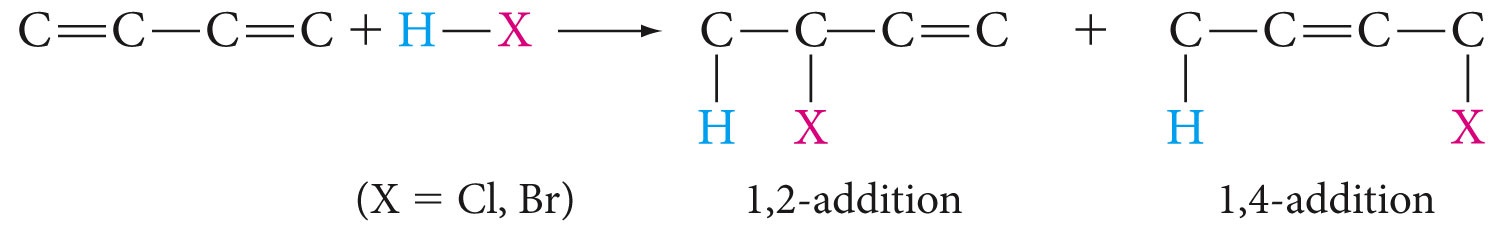 C=C—C=C + H—X ⟶ C—C—C=C + C—C=C—C
H X H X
(X = Cl, Br) 1,2-addition 1,4-addition